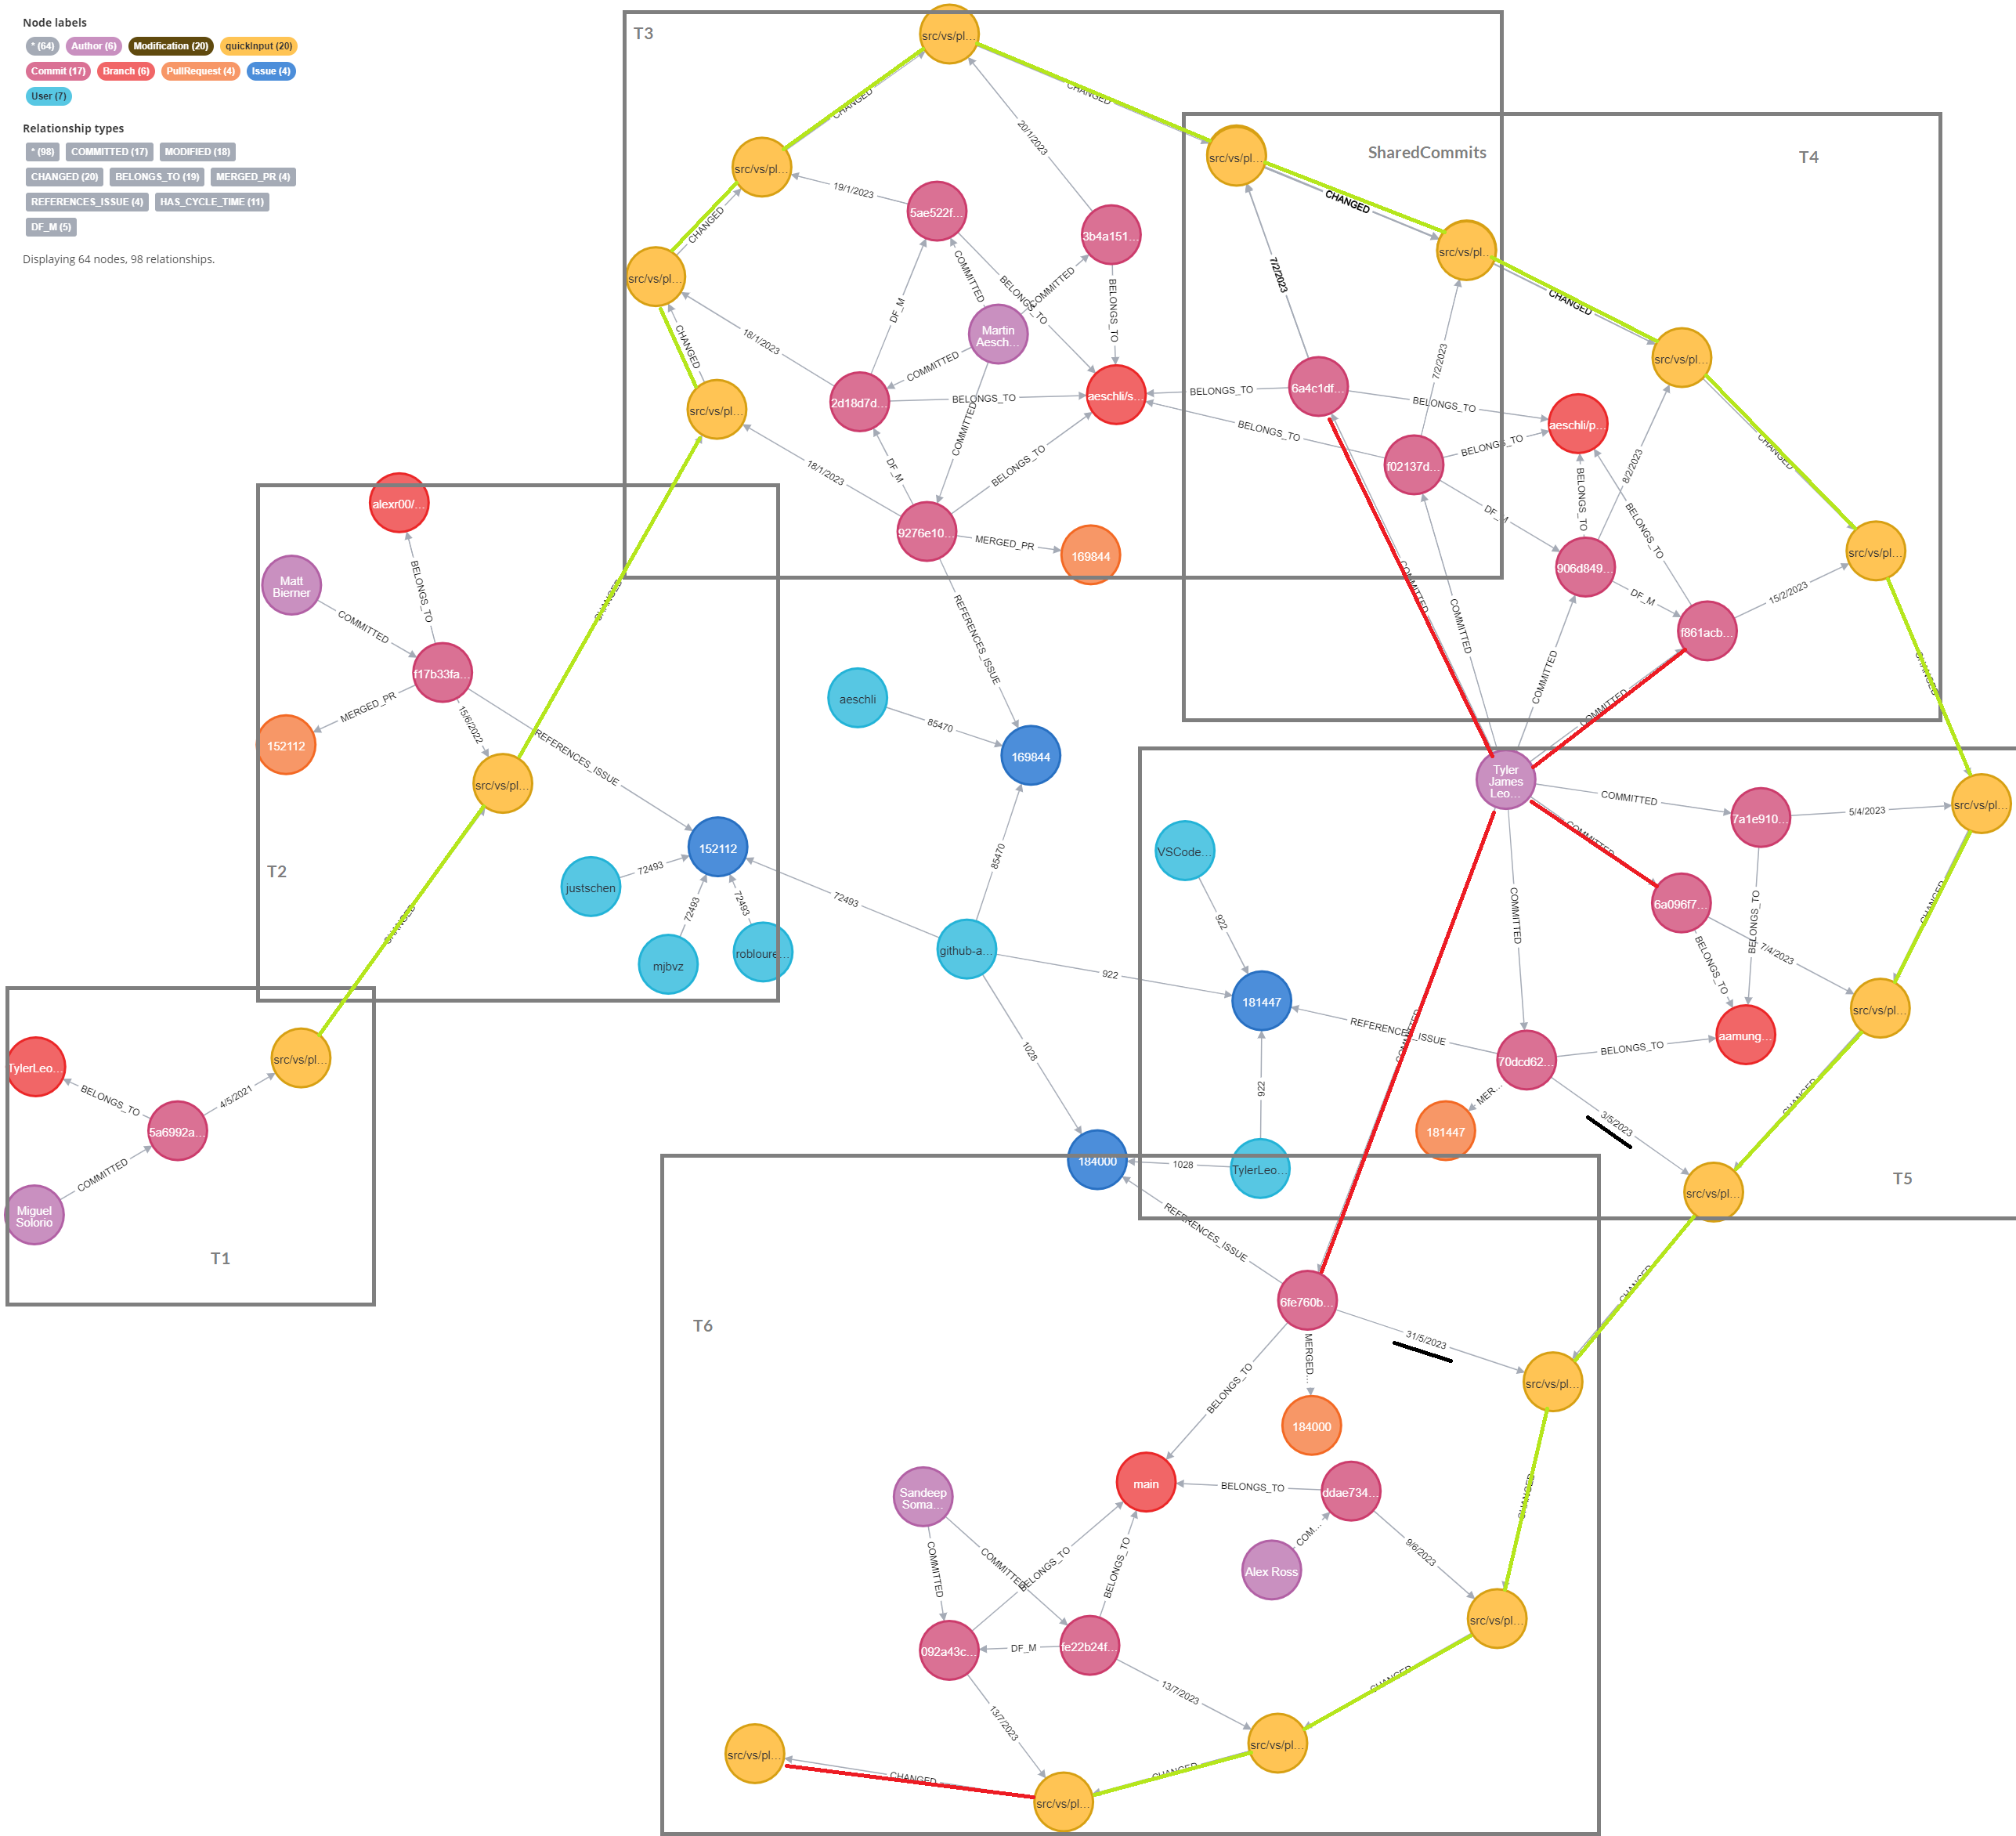 Node labels
* (64) Author (6) Modification (20) quickInput (20)
Commit (17) Branch (6) PullRequest (4) Issue (4)
User (7)
Relationship types
* (98) COMMITTED (17) MODIFIED (18)
CHANGED (20) BELONGS_TO (19) MERGED_PR (4)
REFERENCES_ISSUE (4) HAS_CYCLE_TIME (11)
DF_M (5)
Displaying 64 nodes, 98 relationships.
T3
src/vs/pl...
CHANGED
CHANGED
20/1/2023
src/vs/pl...
SharedCommits
T4
src/vs/pl...
19/1/2023
5ae522f...
3b4a151...
CHANGED
CHANGED
src/vs/pl...
src/vs/pl...
COMMITTED
COMMITTED
BELONGS_TO
BELONGS_TO
7/2/2023
DF_M
CHANGED
CHANGED
18/1/2023
Martin
Aesch...
src/vs/pl...
7/2/2023
COMMITTED
2d18d7d...
BELONGS_TO
aeschli/s...
BELONGS_TO
6a4c1df...
BELONGS_TO
src/vs/pl...
COMMITTED
BELONGS_TO
BELONGS_TO
aeschli/p...
CHANGED
18/1/2023
DF_M
BELONGS_TO
f02137d...
8/2/2023
BELONGS_TO
BELONGS_TO
alexr00/...
9276e10...
MERGED_PR
169844
DF_M
906d849...
src/vs/pl...
Matt
Bierner
BELONGS_TO
COMMITTED
CHANGED
REFERENCES_ISSUE
COMMITTED
COMMITTED
DF_M
15/2/2023
f861acb...
f17b33fa...
MERGED_PR
15/6/2022
REFERENCES_ISSUE
152112
src/vs/pl...
aeschli
85470
169844
COMMITTED
COMMITTED
CHANGED
Tyler
James
Leo...
COMMITTED
7a1e910...
5/4/2023
src/vs/pl...
COMMITTED
T2
152112
justschen
72493
72493
72493
72493
mjbvz
robloure...
85470
github-a...
VSCode...
922
922
181447
922
COMMITTED
6a096f7...
BELONGS_TO
BELONGS_TO
7/4/2023
CHANGED
src/vs/pl...
CHANGED
TylerLeo...
BELONGS_TO
5a6992a...
4/5/2021
src/vs/pl...
COMMITTED
Miguel
Solorio
T1
1028
REFERENCES_ISSUE
COMMITTED
70dcd62...
BELONGS_TO
aamung...
MER...
181447
3/5/2023
CHANGED
184000
1028
TylerLeo...
src/vs/pl...
T5
REFERENCES_ISSUE
T6
6fe760b...
31/5/2023
CHANGED
src/vs/pl...
BELONGS_TO
MERGED...
184000
main
BELONGS_TO
ddae734...
CHANGED
Sandeep
Soma...
COMMITTED
COMMITTED
BELONGS_TO
BELONGS_TO
COM...
Alex Ross
9/6/2023
src/vs/pl...
092a43c...
DF_M
fe22b24f...
13/7/2023
13/7/2023
CHANGED
src/vs/pl...
src/vs/pl...
CHANGED
CHANGED
src/vs/pl...